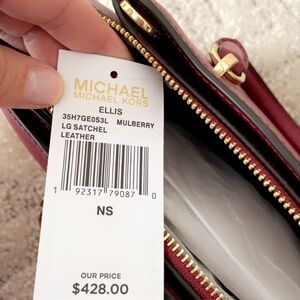 MICHAEL
MICHAEL KORS
ELLIS
35H7GE0S3L MULBERRY
LG SATCHEL
LEATHER
1 92317 79087 0
NS
OUR PRICE
$428.00